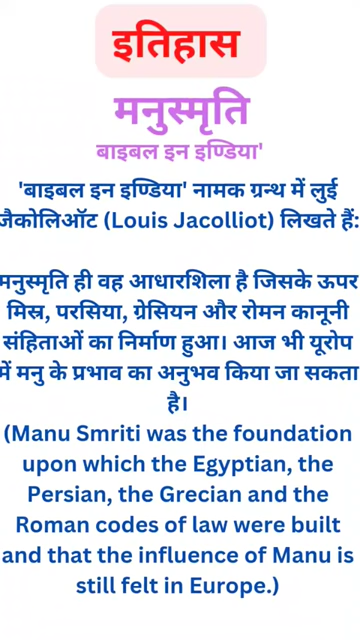 इतिहास
मनुस्मृति
बाइबल इन इण्डिया'
'बाइबल इन इण्डिया' नामक ग्रन्थ में लुई
जैकोलिऑट (Louis Jacolliot) लिखते हैं:
मनुस्मृति ही वह आधारशिला है जिसके ऊपर
मिस्र, परसिया, ग्रेसियन और रोमन कानूनी
संहिताओं का निर्माण हुआ। आज भी यूरोप
में मनु के प्रभाव का अनुभव किया जा सकता
है।
(Manu Smriti was the foundation
upon which the Egyptian, the
Persian, the Grecian and the
Roman codes of law were built
and that the influence of Manu is
still felt in Europe.)